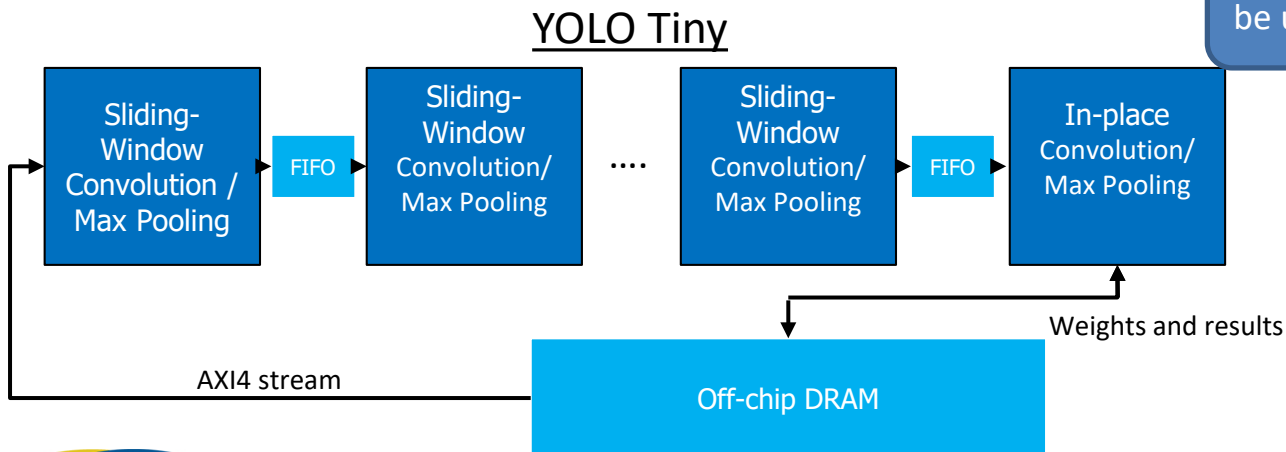 be u
YOLO Tiny
Sliding-
Window
Convolution /
Max Pooling
FIFO
Sliding-
Window
Convolution/
Max Pooling
....
Sliding-
Window
Convolution/
Max Pooling
FIFO
In-place
Convolution/
Max Pooling
Weights and results
AXI4 stream
Off-chip DRAM